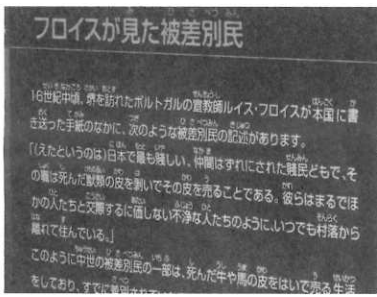 フロイスが見た被差別民
16世紀中頃、堺を訪れたポルトガルの宣教師ルイス・フロイスが本国に書
き送った手紙のなかに、次のような被差別民の記述があります。
「(えたというのは)日本で最も賤しい、仲間はずれにされた賤民どもで、そ
の職は死んだ獣類の皮を剝いでその皮を売ることである。彼らはまるでほ
かの人たちと交際するに値しない不浄な人たちのように、いつでも村落から
離れて住んでいる。」
このように中世の被差別民の一部は、死んだ牛や馬の皮をはいで売る生活
をしており、すでに